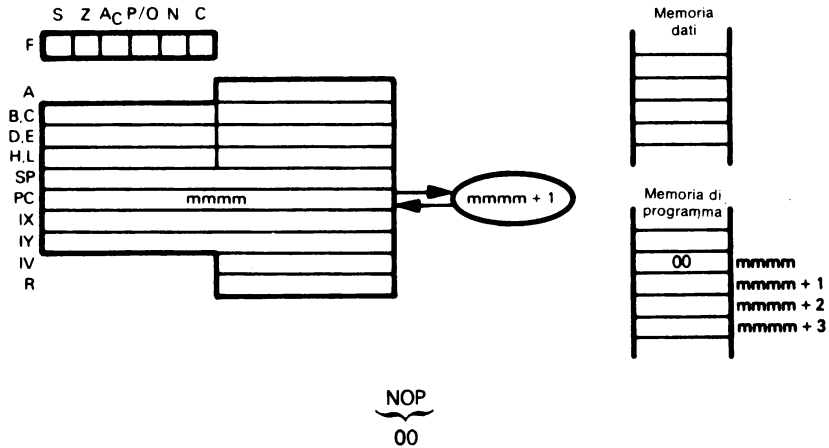 S Z AC P/O N C
F
A
B,C
D,E
H,L
SP
PC mmmm mmmm + 1
IX
IY
IV
R
Memoria
dati
Memoria di
programma
00 mmmm
mmmm + 1
mmmm + 2
mmmm + 3
NOP
00